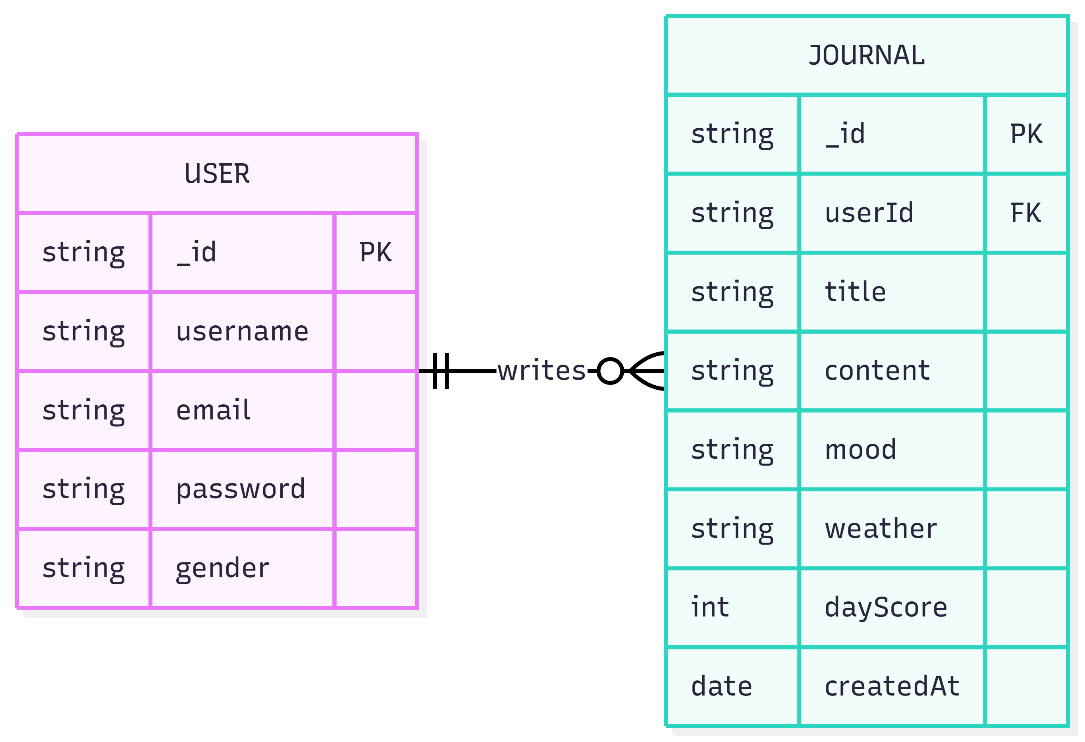 USER
string _id PK
string username
string email
string password
string gender
writes
JOURNAL
string _id PK
string userId FK
string title
string content
string mood
string weather
int dayScore
date createdAt